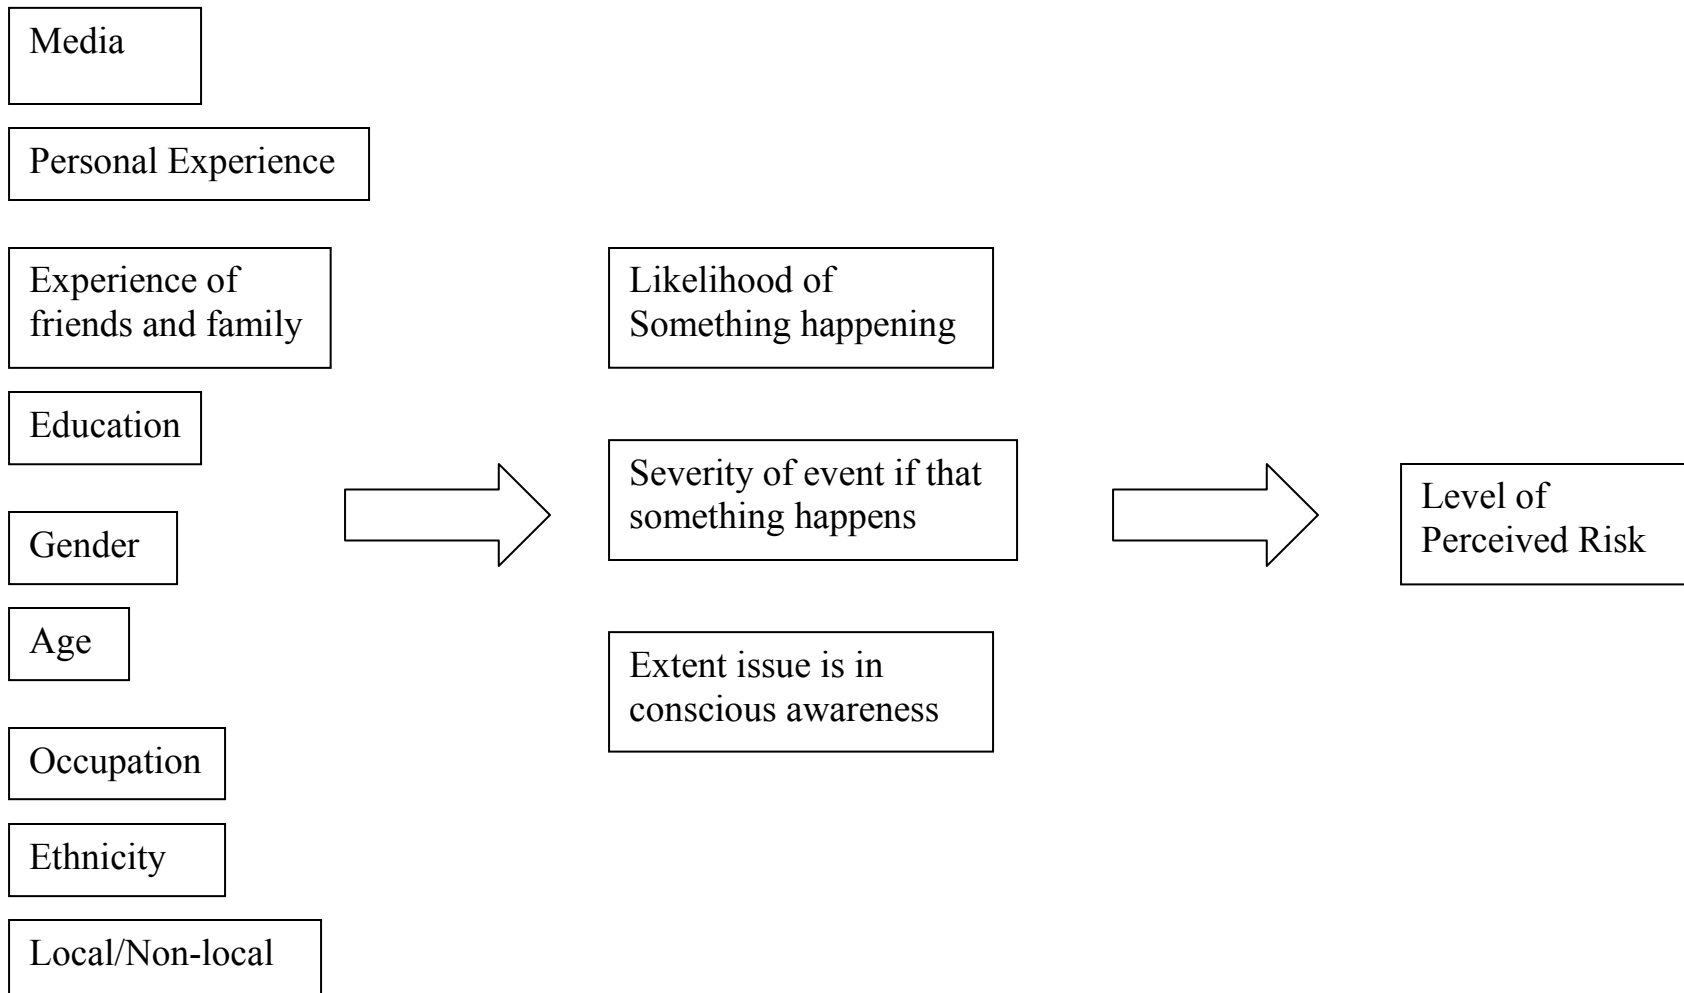 Media
Personal Experience
Experience of
friends and family
Education
Gender
Age
Occupation
Ethnicity
Local/Non-local
Likelihood of
Something happening
Severity of event if that
something happens
Extent issue is in
conscious awareness
Level of
Perceived Risk